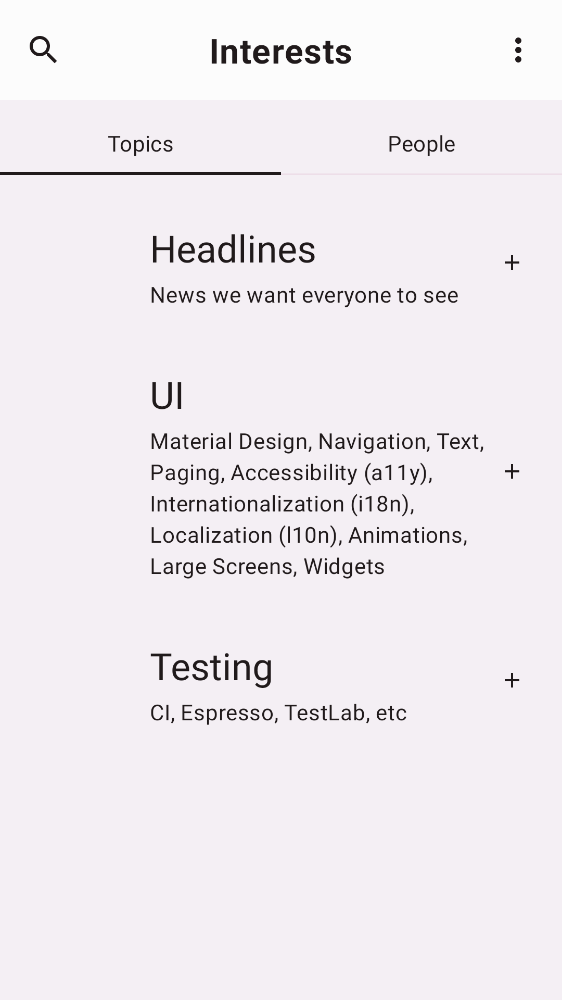 Interests
Topics
People
Headlines
News we want everyone to see
UI
Material Design, Navigation, Text,
Paging, Accessibility (a11y),
Internationalization (i18n),
Localization (l10n), Animations,
Large Screens, Widgets
Testing
CI, Espresso, TestLab, etc